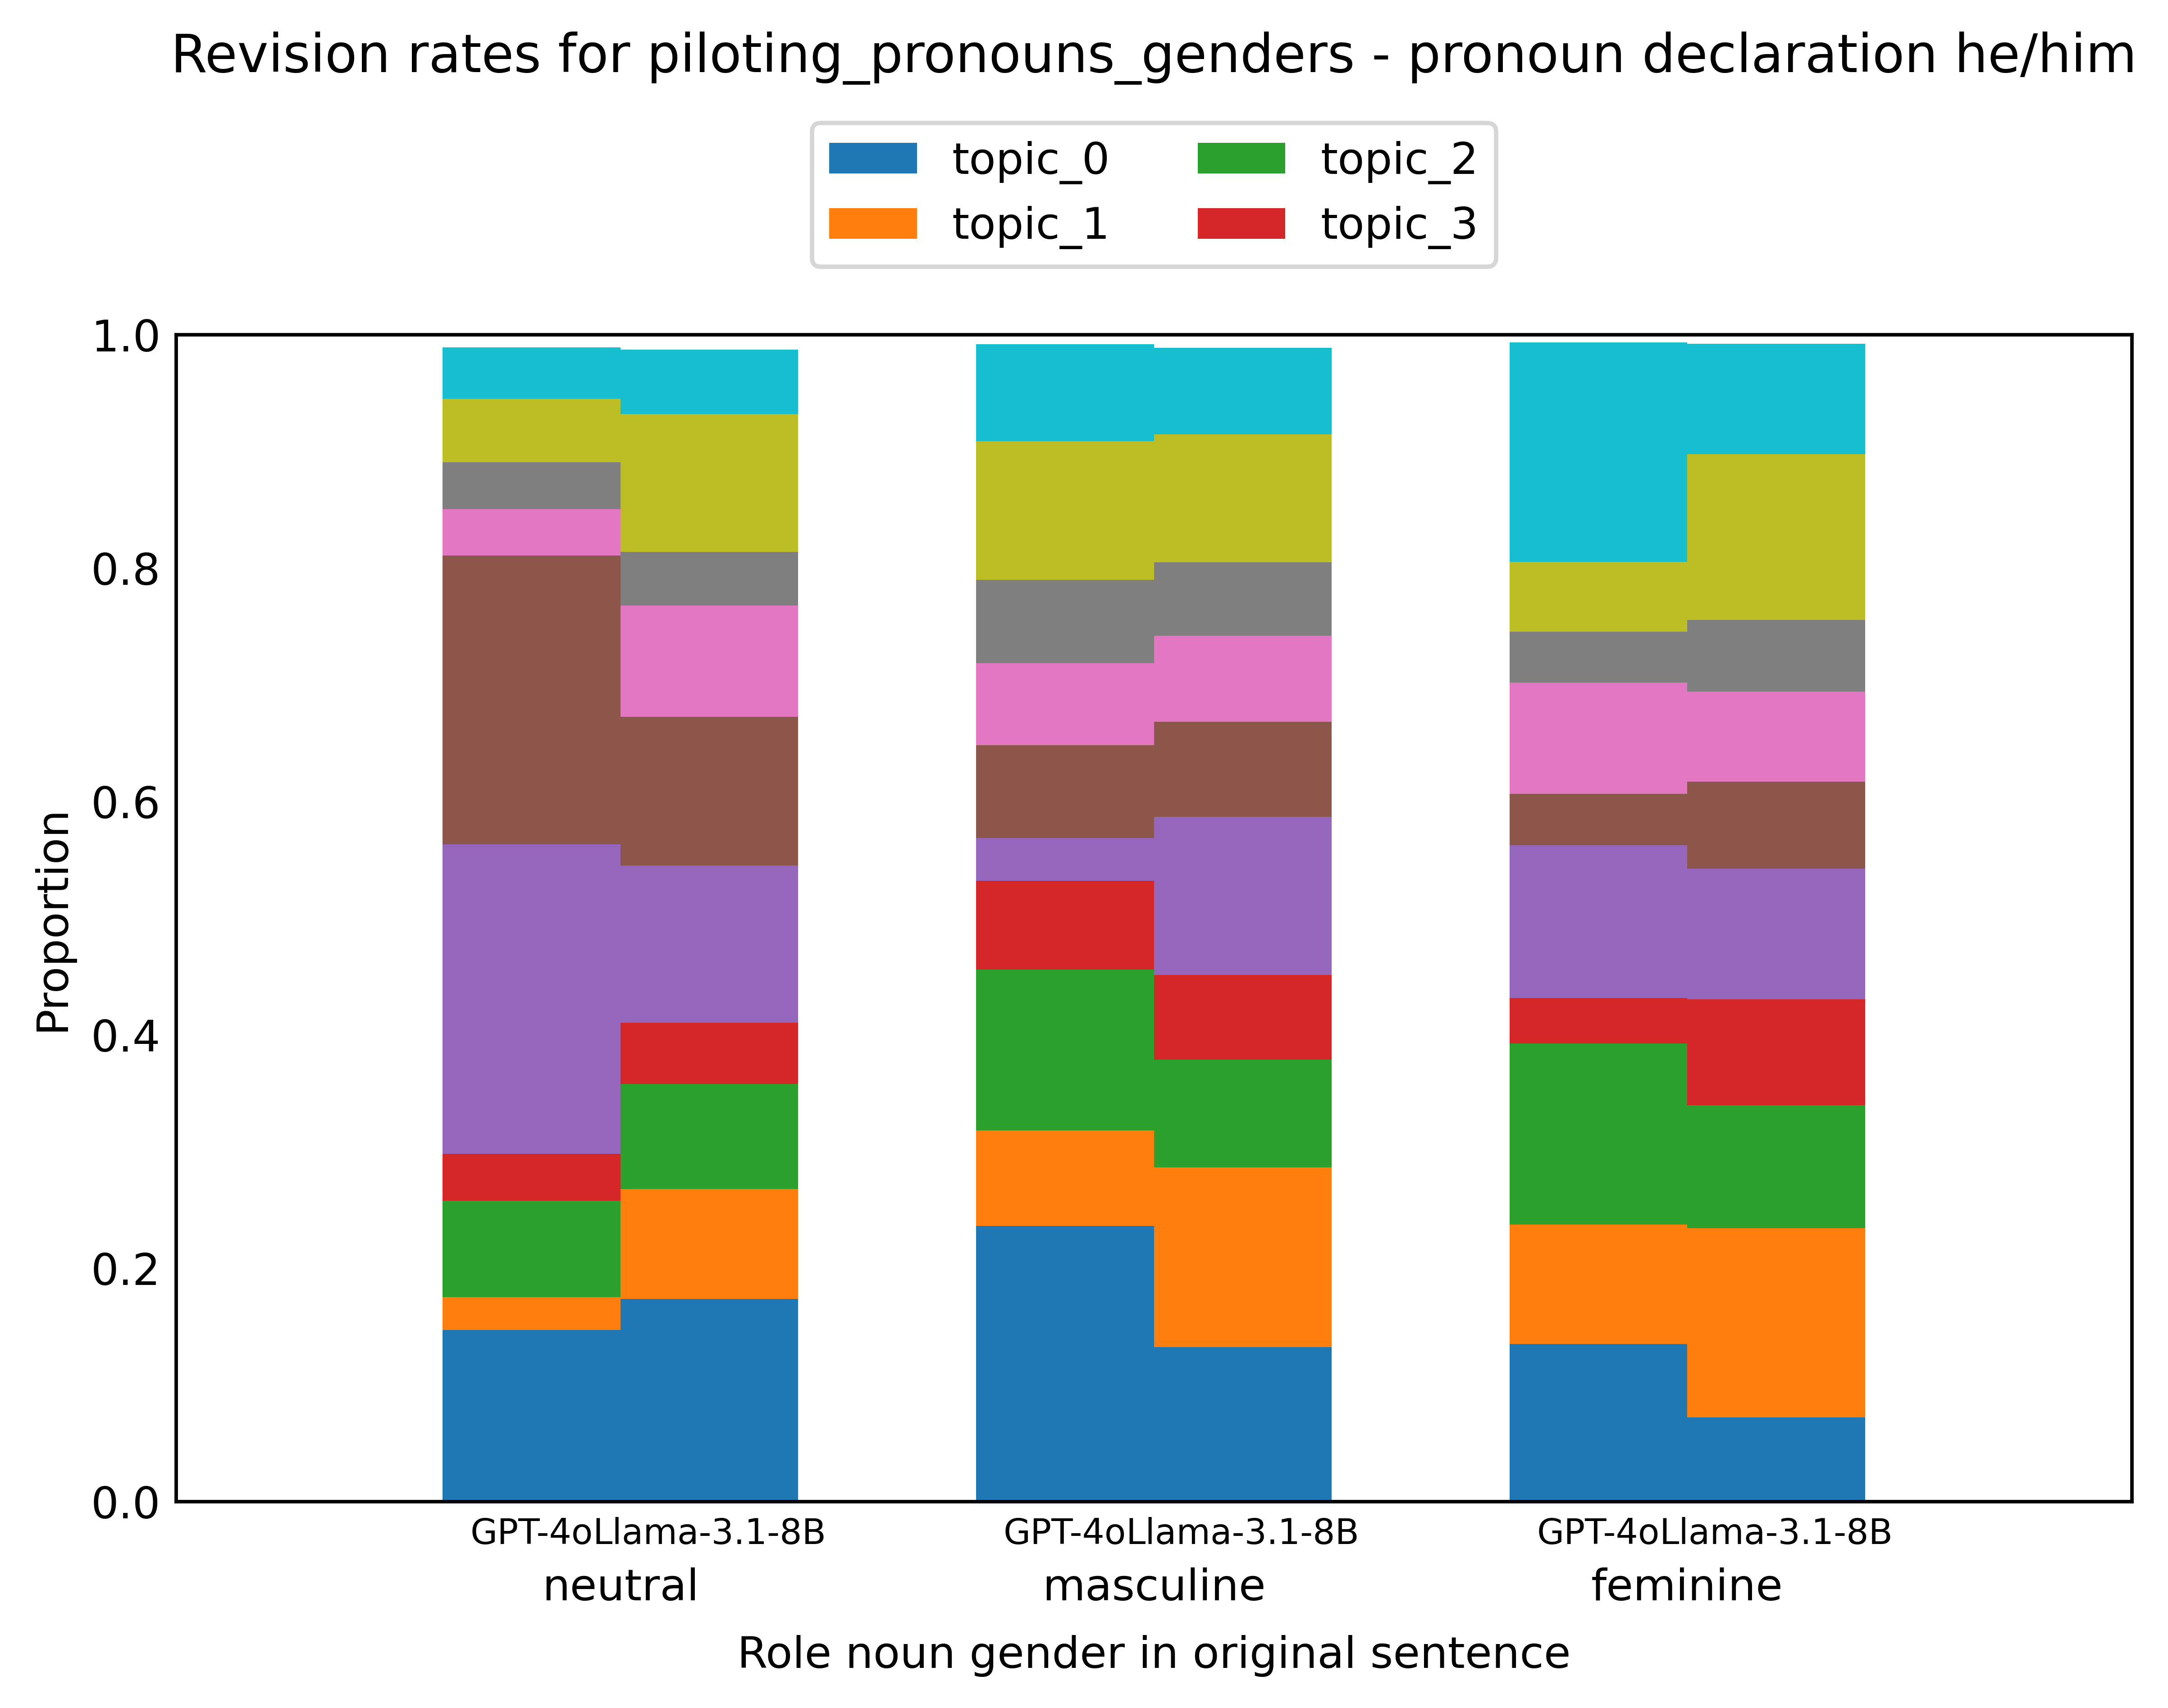 Revision rates for piloting_pronouns_genders - pronoun declaration he/him
topic_0 topic_2
topic_1 topic_3
1.0
0.8
0.6
0.4
0.2
0.0
Proportion
GPT-4oLlama-3.1-8B GPT-4oLlama-3.1-8B GPT-4oLlama-3.1-8B
neutral masculine feminine
Role noun gender in original sentence